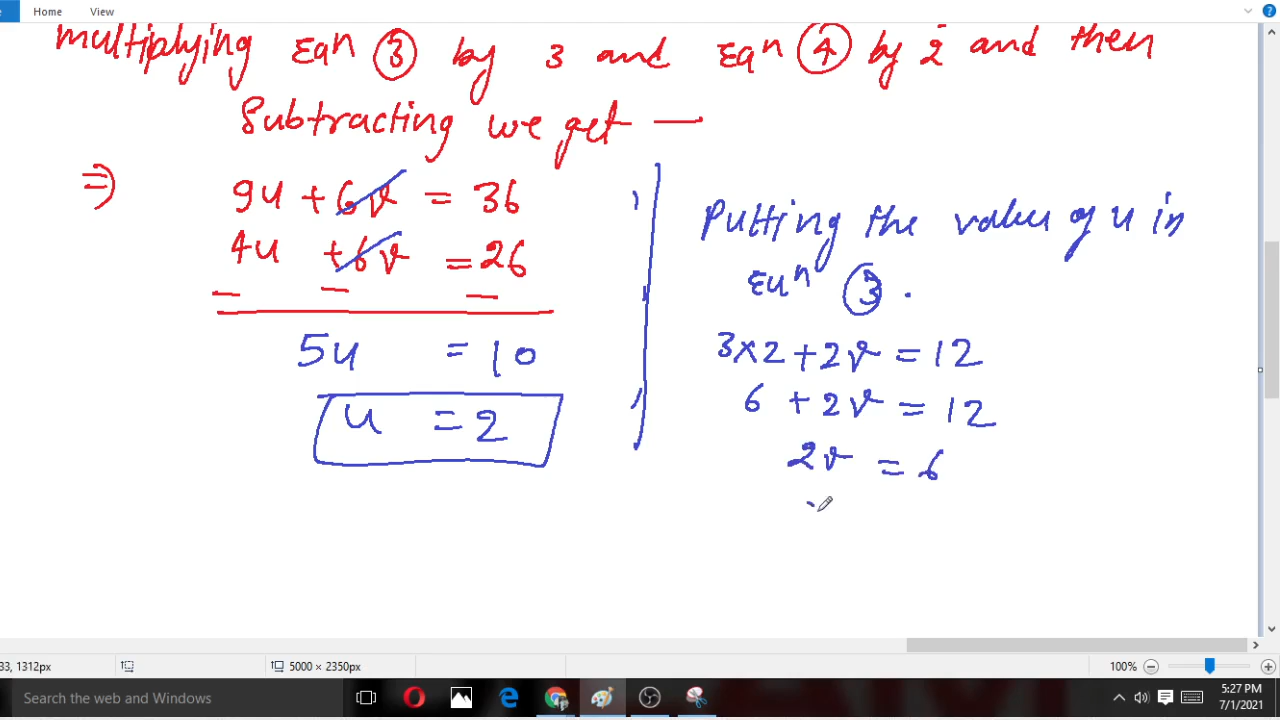 Home View
multiplying Eqn 3 by 3 and Eqn 4 by 2 and then
Subtracting we get —
⇒ 9u + 6v = 36
4u + 6v = 26
5u = 10
u = 2
Putting the value of u in
Eqn 3.
3×2 + 2v = 12
6 + 2v = 12
2v = 6
33, 1312px 5000 × 2350px 100%
Search the web and Windows
5:27 PM
7/1/2021